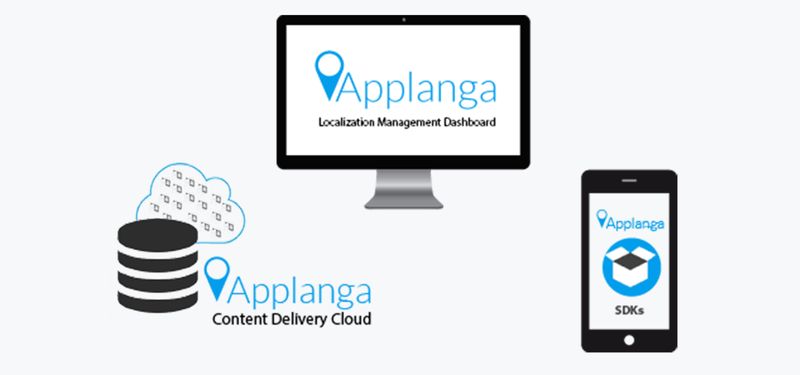 Applanga
Localization Management Dashboard
Applanga
Content Delivery Cloud
Applanga
SDKs